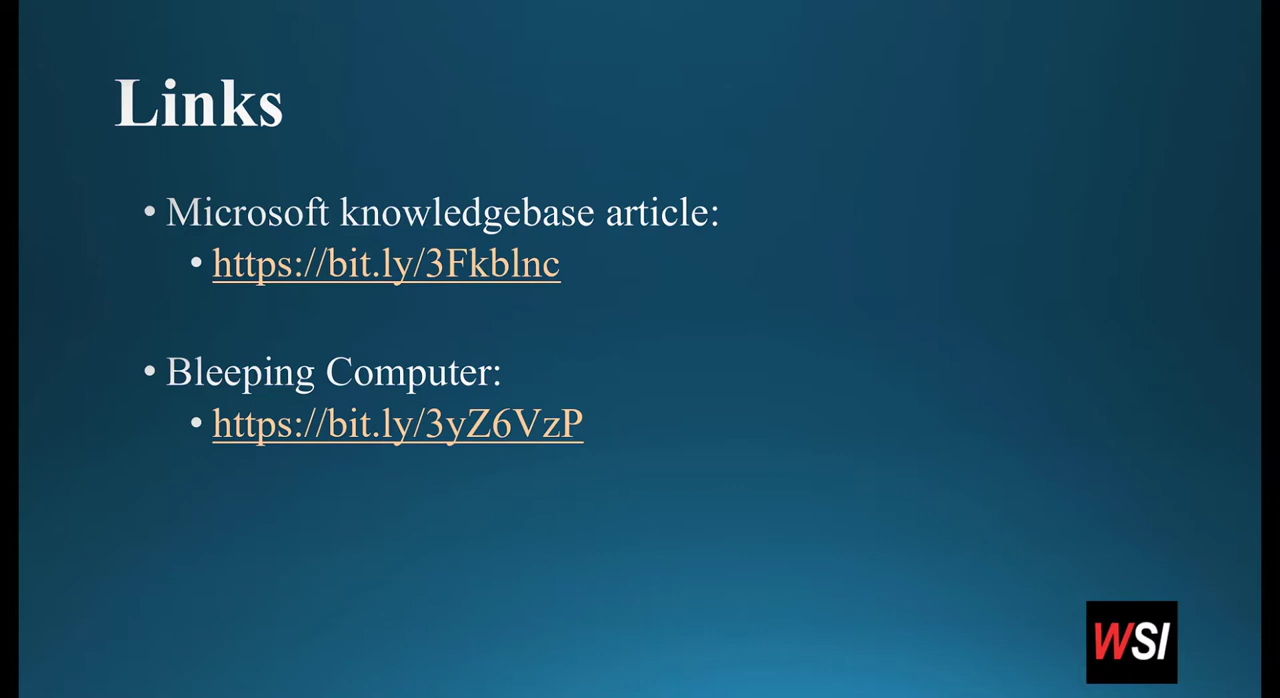 Links
• Microsoft knowledgebase article:
• https://bit.ly/3Fkblnc
• Bleeping Computer:
• https://bit.ly/3yZ6VzP
WSI